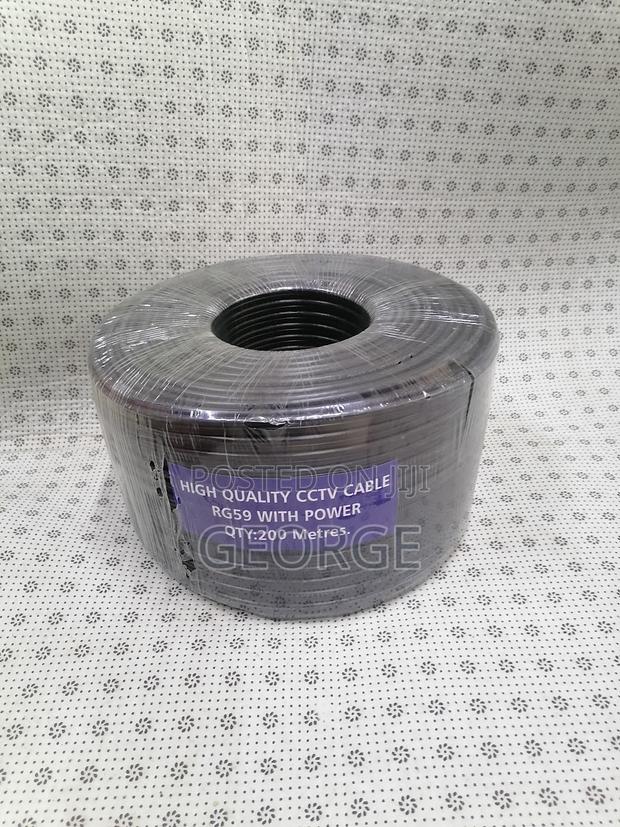 POSTED ON JIJI
HIGH QUALITY CCTV CABLE
RG59 WITH POWER
QTY:200 Metres.
GEORGE